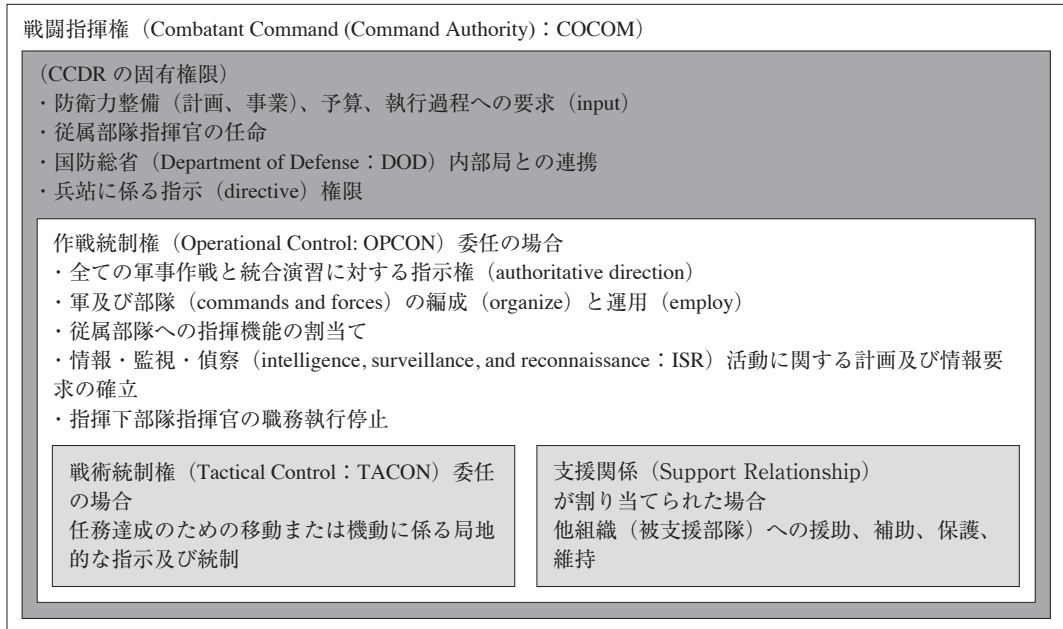 戦闘指揮権（Combatant Command (Command Authority)：COCOM）
（CCDR の固有権限）
・防衛力整備（計画、事業）、予算、執行過程への要求（input）
・従属部隊指揮官の任命
・国防総省（Department of Defense：DOD）内部局との連携
・兵站に係る指示（directive）権限
作戦統制権（Operational Control: OPCON）委任の場合
・全ての軍事作戦と統合演習に対する指示権（authoritative direction）
・軍及び部隊（commands and forces）の編成（organize）と運用（employ）
・従属部隊への指揮機能の割当て
・情報・監視・偵察（intelligence, surveillance, and reconnaissance：ISR）活動に関する計画及び情報要
求の確立
・指揮下部隊指揮官の職務執行停止
戦術統制権（Tactical Control：TACON）委任
の場合
任務達成のための移動または機動に係る局地
的な指示及び統制
支援関係（Support Relationship）
が割り当てられた場合
他組織（被支援部隊）への援助、補助、保護、
維持